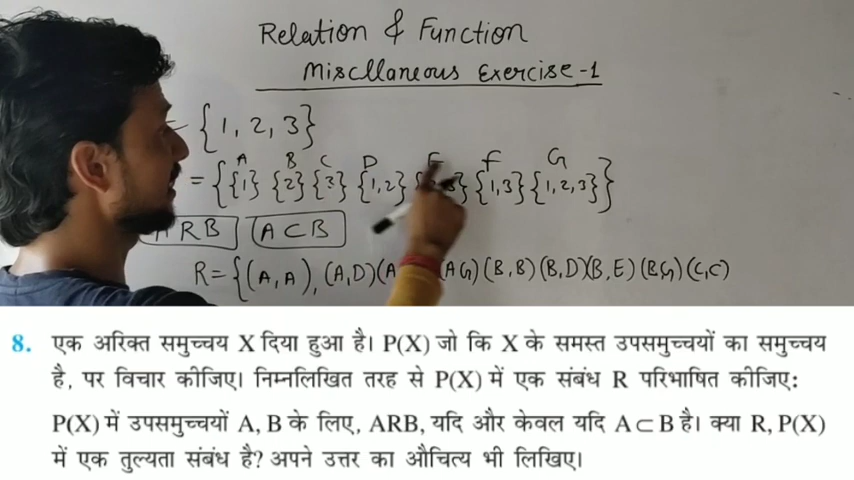 Relation & Function
Miscllaneous Exercise-1
= {1, 2, 3}
A B C D E F G
= {{1} {2} {3} {1,2} {1,3} {1,2,3}}
ARB A⊂B
R = {(A, A), (A, D)(A (A G)(B, B)(B, D)(B, E)(B G)(C, C)
8. एक अरिक्त समुच्चय X दिया हुआ है। P(X) जो कि X के समस्त उपसमुच्चयों का समुच्चय
है, पर विचार कीजिए। निम्नलिखित तरह से P(X) में एक संबंध R परिभाषित कीजिए:
P(X) में उपसमुच्चयों A, B के लिए, ARB, यदि और केवल यदि A⊂B है। क्या R, P(X)
में एक तुल्यता संबंध है? अपने उत्तर का औचित्य भी लिखिए।